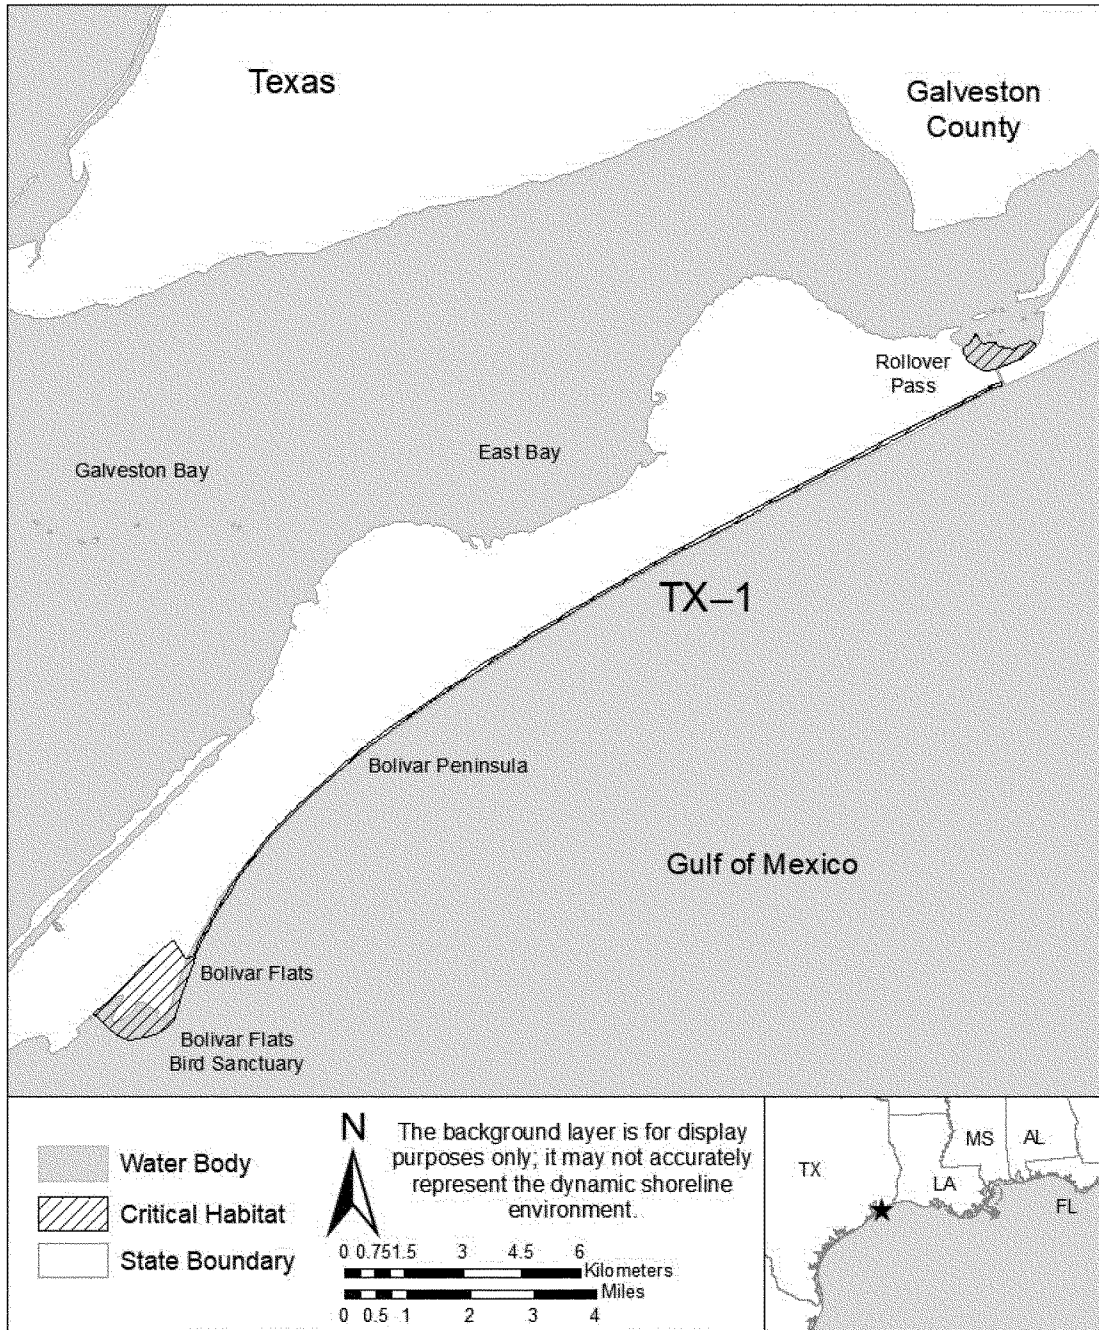 Texas
Galveston
County
Rollover
Pass
East Bay
Galveston Bay
TX–1
Bolivar Peninsula
Gulf of Mexico
Bolivar Flats
Bolivar Flats
Bird Sanctuary
Water Body
Critical Habitat
State Boundary
N
The background layer is for display
purposes only; it may not accurately
represent the dynamic shoreline
environment.
0 0.75 1.5 3 4.5 6
Kilometers
Miles
0 0.5 1 2 3 4
TX
LA
MS
AL
FL